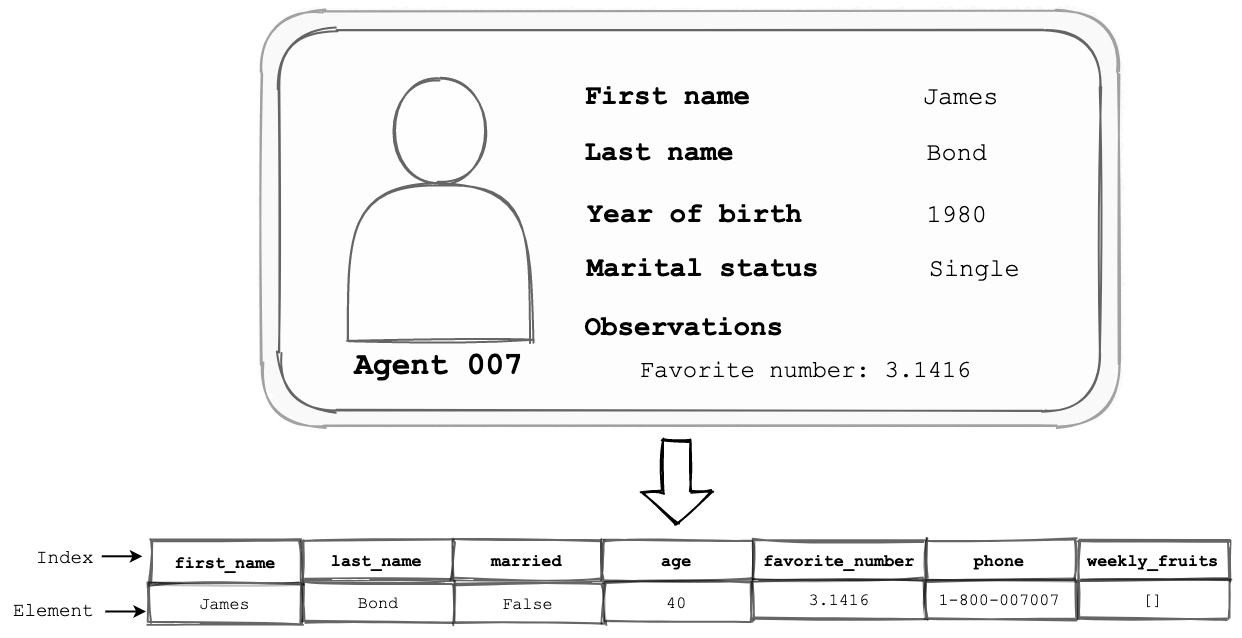 First name James
Last name Bond
Year of birth 1980
Marital status Single
Observations
Favorite number: 3.1416
Agent 007
Index first_name last_name married age favorite_number phone weekly_fruits
Element James Bond False 40 3.1416 1-800-007007 []